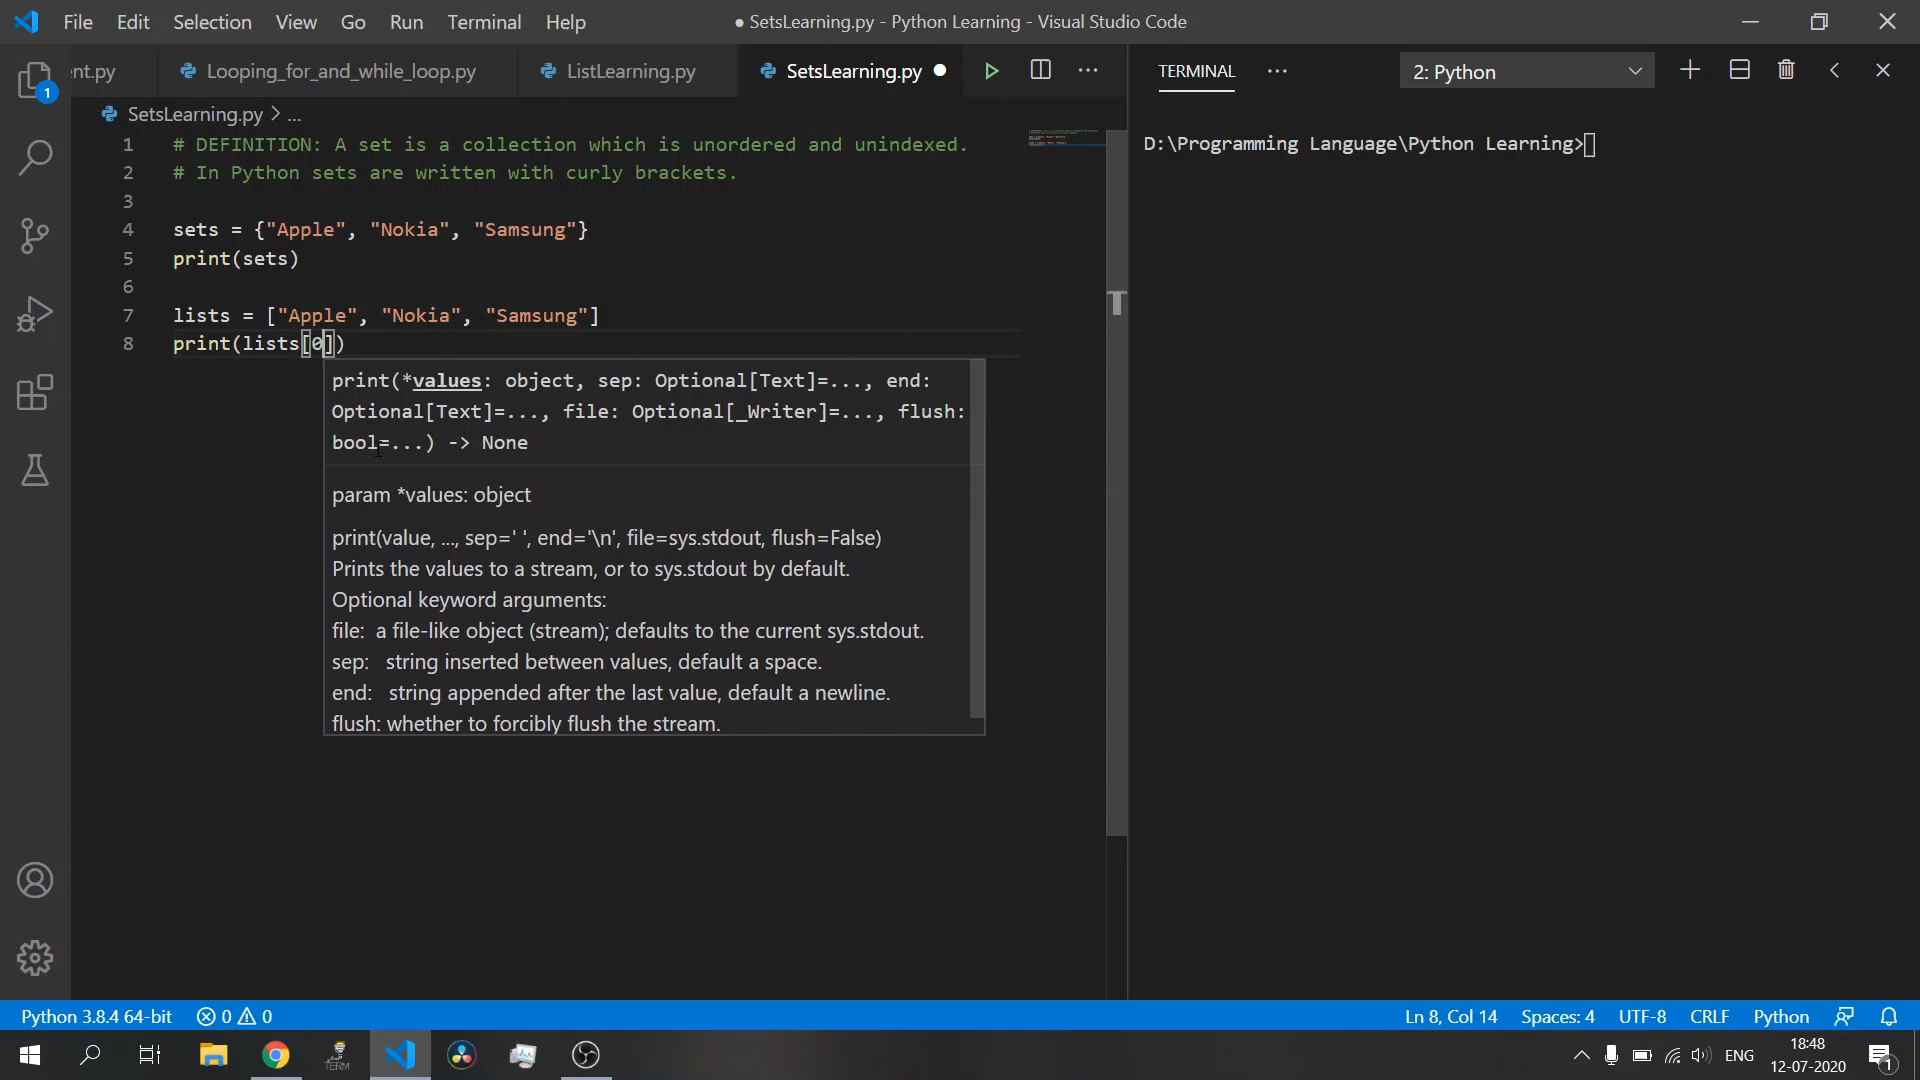 File Edit Selection View Go Run Terminal Help
● SetsLearning.py - Python Learning - Visual Studio Code
nt.py Looping_for_and_while_loop.py ListLearning.py SetsLearning.py ●
TERMINAL ··· 2: Python
1
SetsLearning.py > ...
1 # DEFINITION: A set is a collection which is unordered and unindexed.
2 # In Python sets are written with curly brackets.
3
4 sets = {"Apple", "Nokia", "Samsung"}
5 print(sets)
6
7 lists = ["Apple", "Nokia", "Samsung"]
8 print(lists[0])
print(*values: object, sep: Optional[Text]=..., end:
Optional[Text]=..., file: Optional[_Writer]=..., flush:
bool=...) -> None
param *values: object
print(value, ..., sep=' ', end='\n', file=sys.stdout, flush=False)
Prints the values to a stream, or to sys.stdout by default.
Optional keyword arguments:
file: a file-like object (stream); defaults to the current sys.stdout.
sep: string inserted between values, default a space.
end: string appended after the last value, default a newline.
flush: whether to forcibly flush the stream.
D:\Programming Language\Python Learning>
Python 3.8.4 64-bit 0 0 Ln 8, Col 14 Spaces: 4 UTF-8 CRLF Python
TERM
ENG
18:48
12-07-2020
1